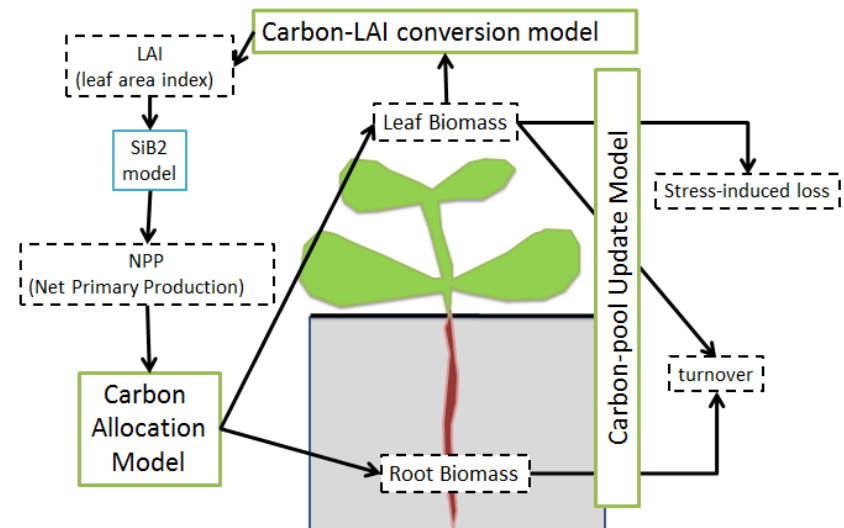 Carbon-LAI conversion model
LAI
(leaf area index)
SiB2
model
NPP
(Net Primary Production)
Carbon
Allocation
Model
Leaf Biomass
Root Biomass
Carbon-pool Update Model
Stress-induced loss
turnover